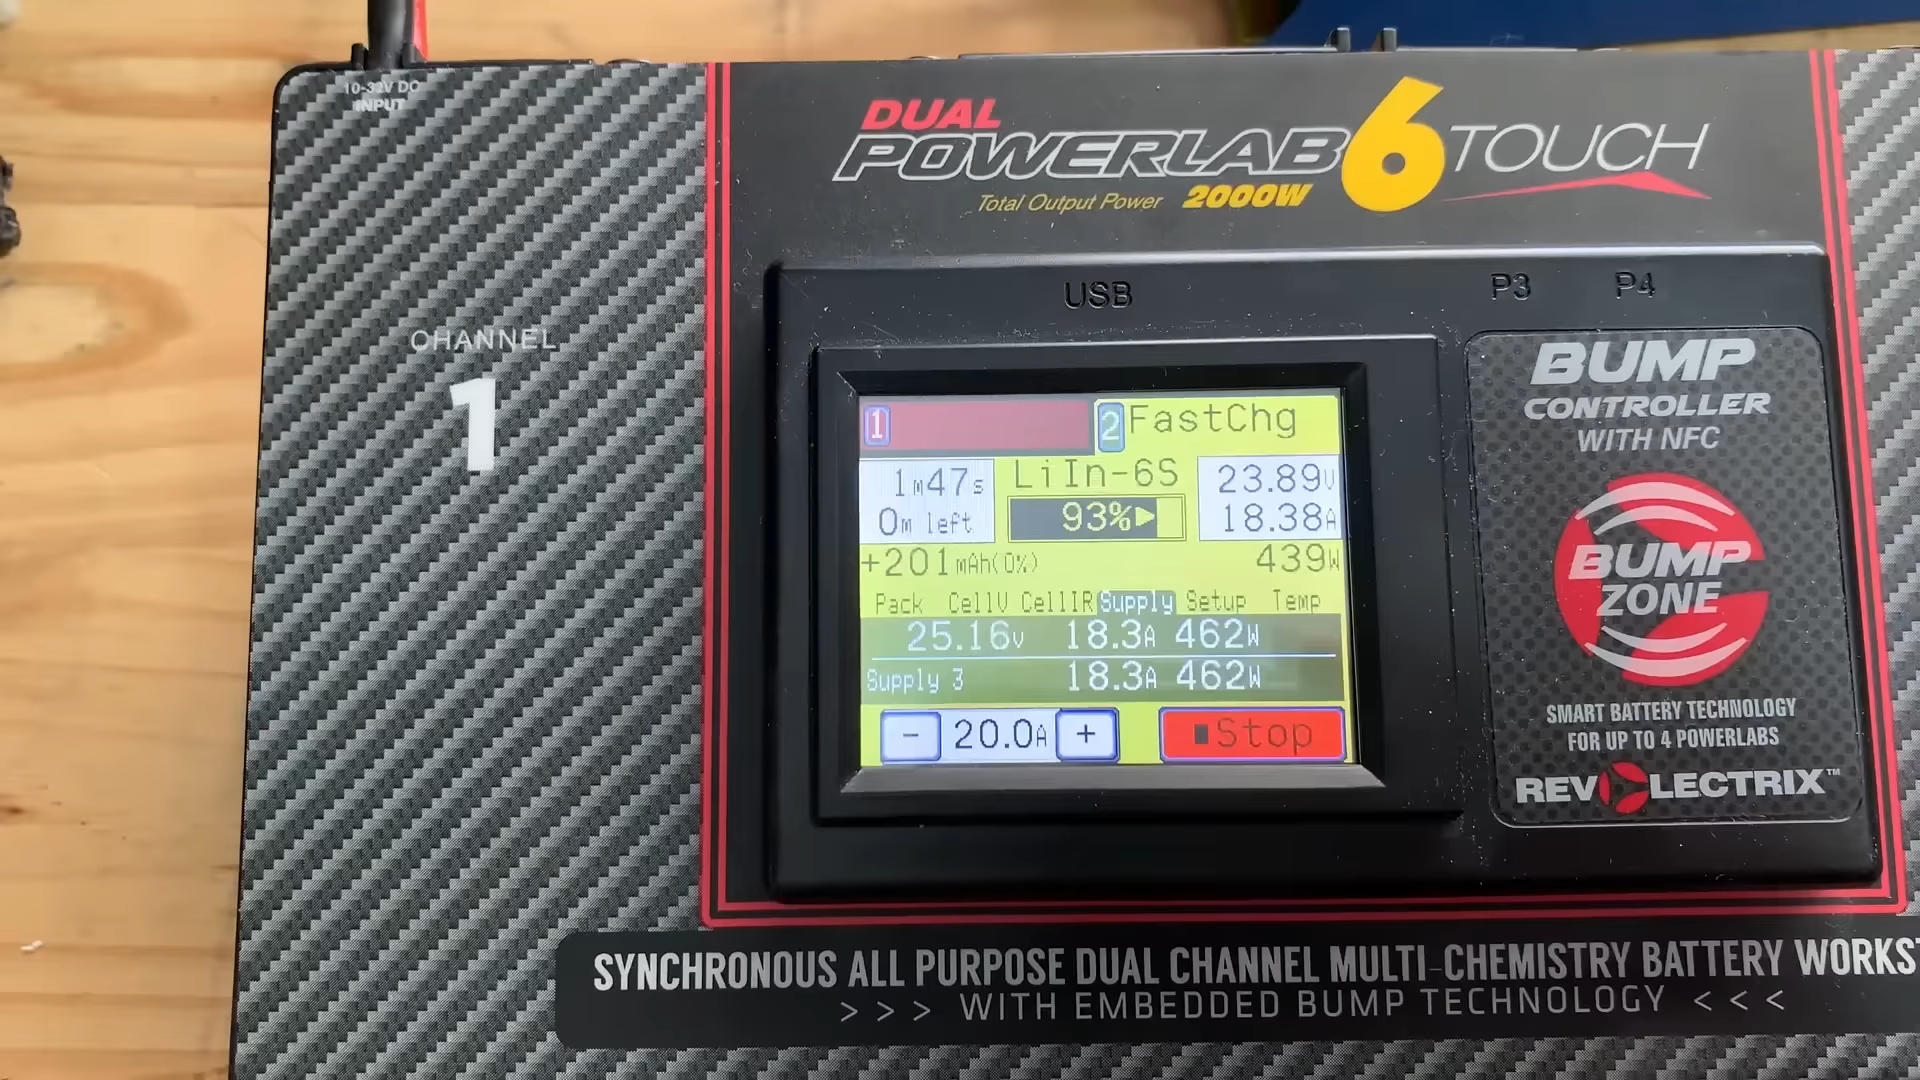 10-32V DC
INPUT
DUAL
POWERLAB 6 TOUCH
Total Output Power 2000W
USB
P3
P4
CHANNEL
1
1
2 FastChg
1m47s
LiIn-6S
23.89V
0m left
93%
18.38A
+201mAh(0%)
439W
Pack CellV CellIR Supply Setup Temp
25.16v 18.3A 462W
Supply 3 18.3A 462W
- 20.0A +
Stop
BUMP
CONTROLLER
WITH NFC
BUMP
ZONE
SMART BATTERY TECHNOLOGY
FOR UP TO 4 POWERLABS
REVOLECTRIX™
SYNCHRONOUS ALL PURPOSE DUAL CHANNEL MULTI-CHEMISTRY BATTERY WORKS
> > > WITH EMBEDDED BUMP TECHNOLOGY < < <